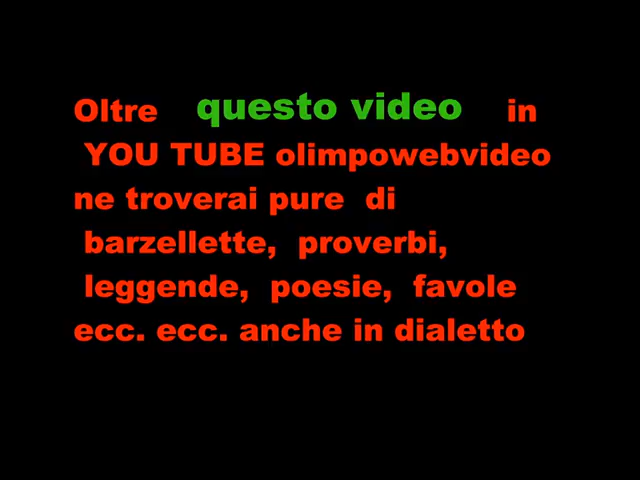 Oltre questo video in
YOU TUBE olimpowebvideo
ne troverai pure di
barzellette, proverbi,
leggende, poesie, favole
ecc. ecc. anche in dialetto